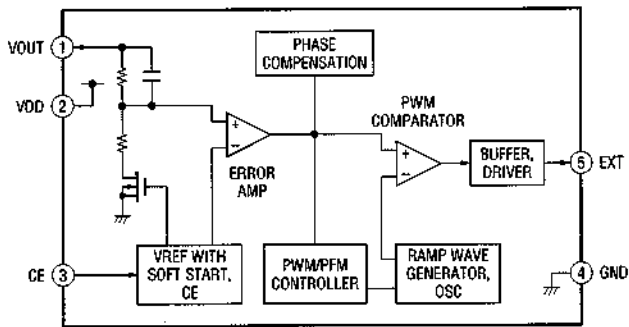 VOUT 1
VDD 2
CE 3
PHASE
COMPENSATION
PWM
COMPARATOR
+
−
ERROR
AMP
+
−
BUFFER,
DRIVER
5 EXT
VREF WITH
SOFT START,
CE
PWM/PFM
CONTROLLER
RAMP WAVE
GENERATOR,
OSC
4 GND